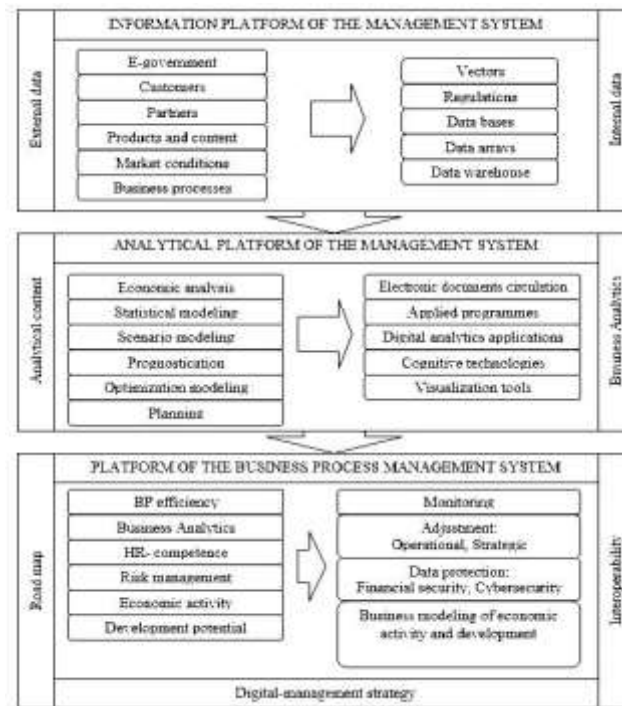 INFORMATION PLATFORM OF THE MANAGEMENT SYSTEM
External data
E-government
Customers
Partners
Products and content
Market conditions
Business processes
Vectors
Regulations
Data bases
Data arrays
Data warehouse
Internal data
ANALYTICAL PLATFORM OF THE MANAGEMENT SYSTEM
Analytical content
Economic analysis
Statistical modeling
Scenario modeling
Prognostication
Optimization modeling
Planning
Electronic documents circulation
Applied programmes
Digital analytics applications
Cognitive technologies
Visualization tools
Business Analytics
PLATFORM OF THE BUSINESS PROCESS MANAGEMENT SYSTEM
Road map
BP efficiency
Business Analytics
HR- competence
Risk management
Economic activity
Development potential
Monitoring
Adjustment:
Operational, Strategic
Data protection:
Financial security, Cybersecurity
Business modeling of economic
activity and development
Interoperability
Digital-management strategy